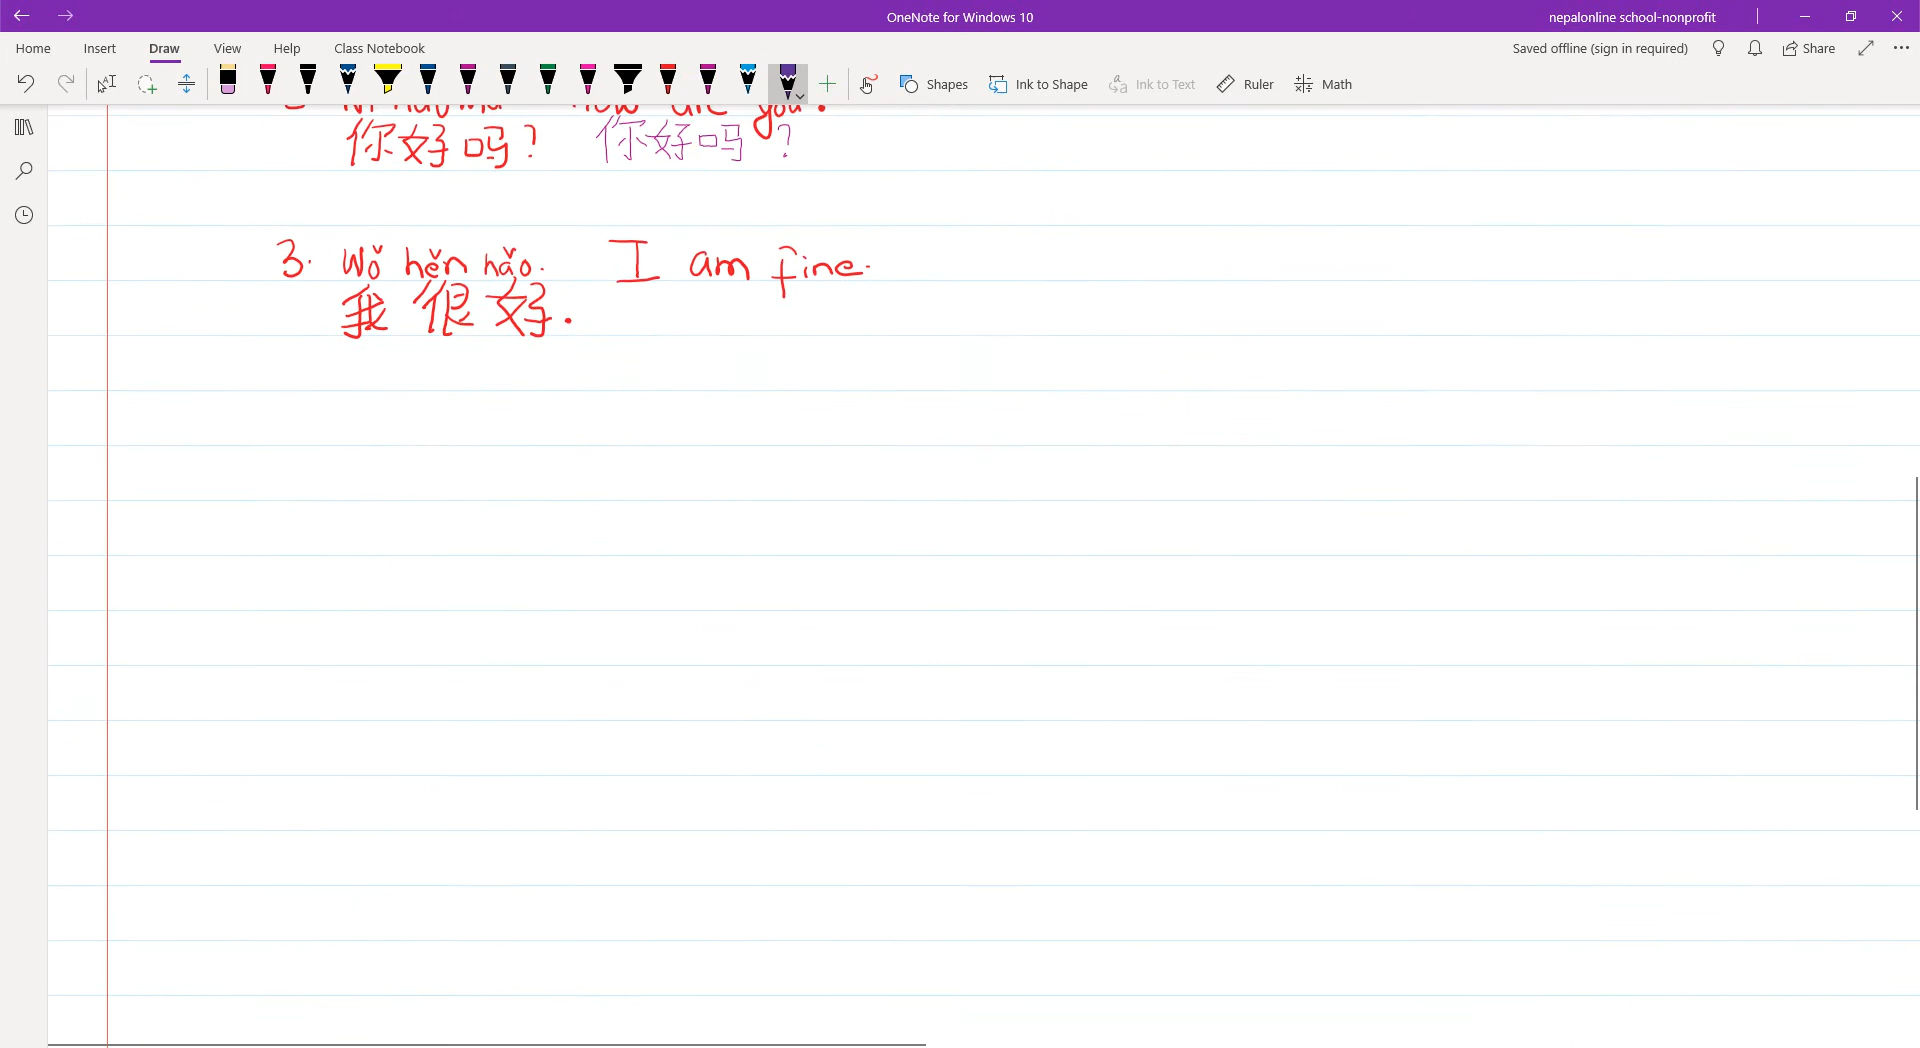 OneNote for Windows 10
nepalonline school-nonprofit
Home Insert Draw View Help Class Notebook
Saved offline (sign in required) Share
Shapes Ink to Shape Ink to Text Ruler Math
you?
你好吗? 你好吗?
3. Wǒ hěn hǎo. I am fine.
我很好.